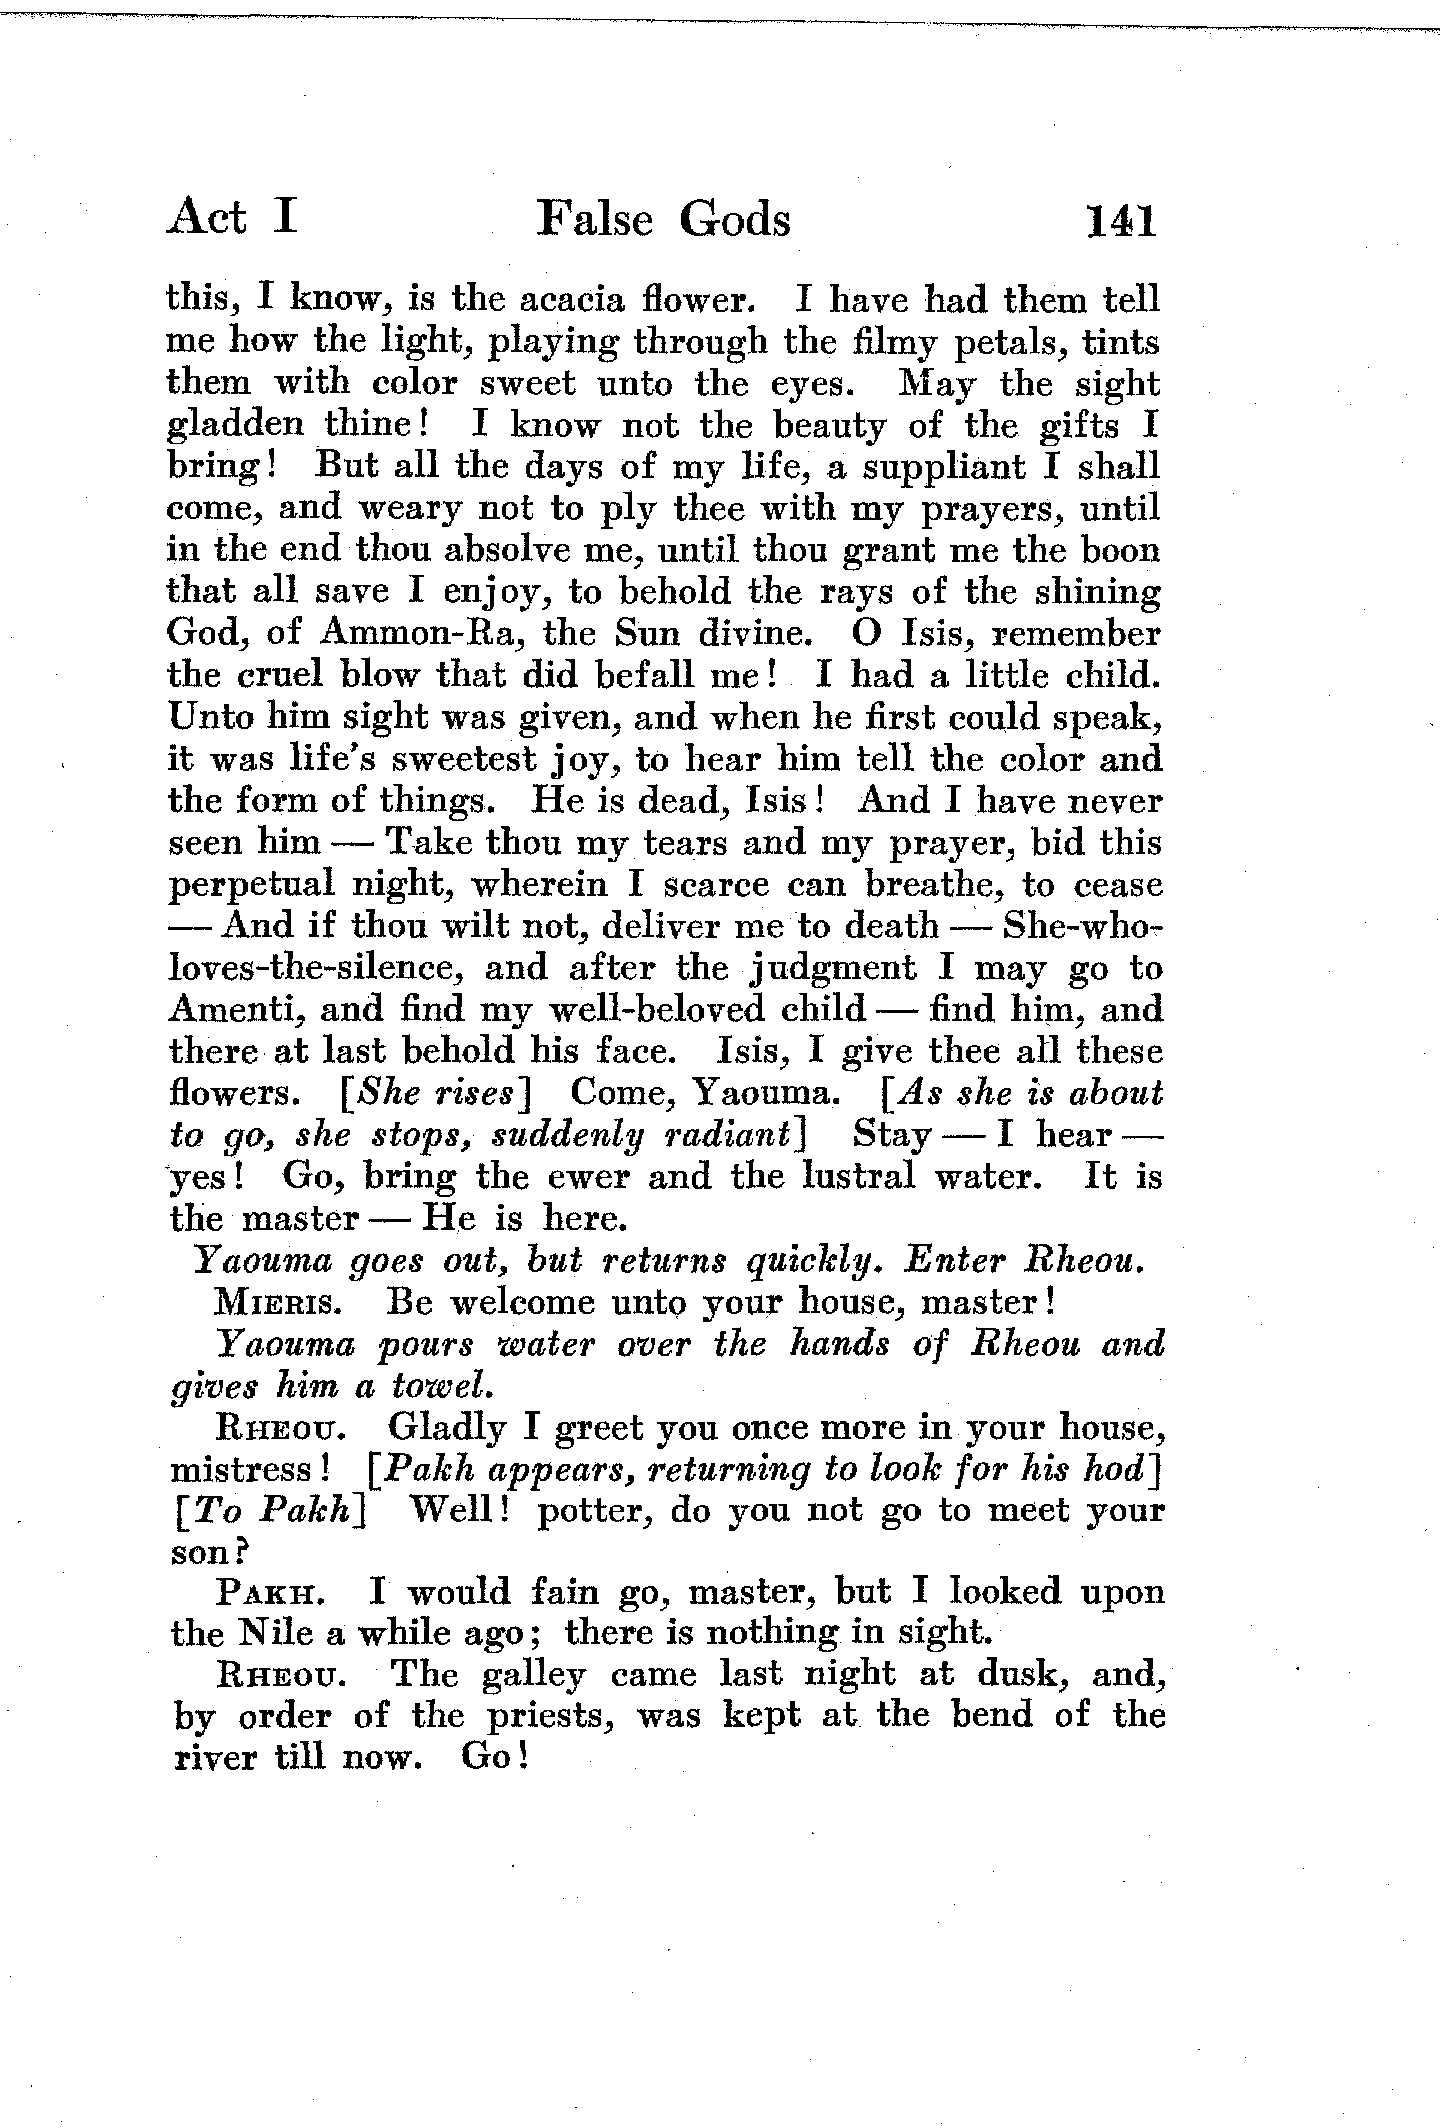 Act I False Gods 141
this, I know, is the acacia flower. I have had them tell
me how the light, playing through the filmy petals, tints
them with color sweet unto the eyes. May the sight
gladden thine! I know not the beauty of the gifts I
bring! But all the days of my life, a suppliant I shall
come, and weary not to ply thee with my prayers, until
in the end thou absolve me, until thou grant me the boon
that all save I enjoy, to behold the rays of the shining
God, of Ammon-Ra, the Sun divine. O Isis, remember
the cruel blow that did befall me! I had a little child.
Unto him sight was given, and when he first could speak,
it was life's sweetest joy, to hear him tell the color and
the form of things. He is dead, Isis! And I have never
seen him — Take thou my tears and my prayer, bid this
perpetual night, wherein I scarce can breathe, to cease
— And if thou wilt not, deliver me to death — She-who-
loves-the-silence, and after the judgment I may go to
Amenti, and find my well-beloved child — find him, and
there at last behold his face. Isis, I give thee all these
flowers. [She rises] Come, Yaouma. [As she is about
to go, she stops, suddenly radiant] Stay — I hear —
yes! Go, bring the ewer and the lustral water. It is
the master — He is here.
Yaouma goes out, but returns quickly. Enter Rheou.
MIERIS. Be welcome unto your house, master!
Yaouma pours water over the hands of Rheou and
gives him a towel.
RHEOU. Gladly I greet you once more in your house,
mistress! [Pakh appears, returning to look for his hod]
[To Pakh] Well! potter, do you not go to meet your
son?
PAKH. I would fain go, master, but I looked upon
the Nile a while ago; there is nothing in sight.
RHEOU. The galley came last night at dusk, and,
by order of the priests, was kept at the bend of the
river till now. Go!